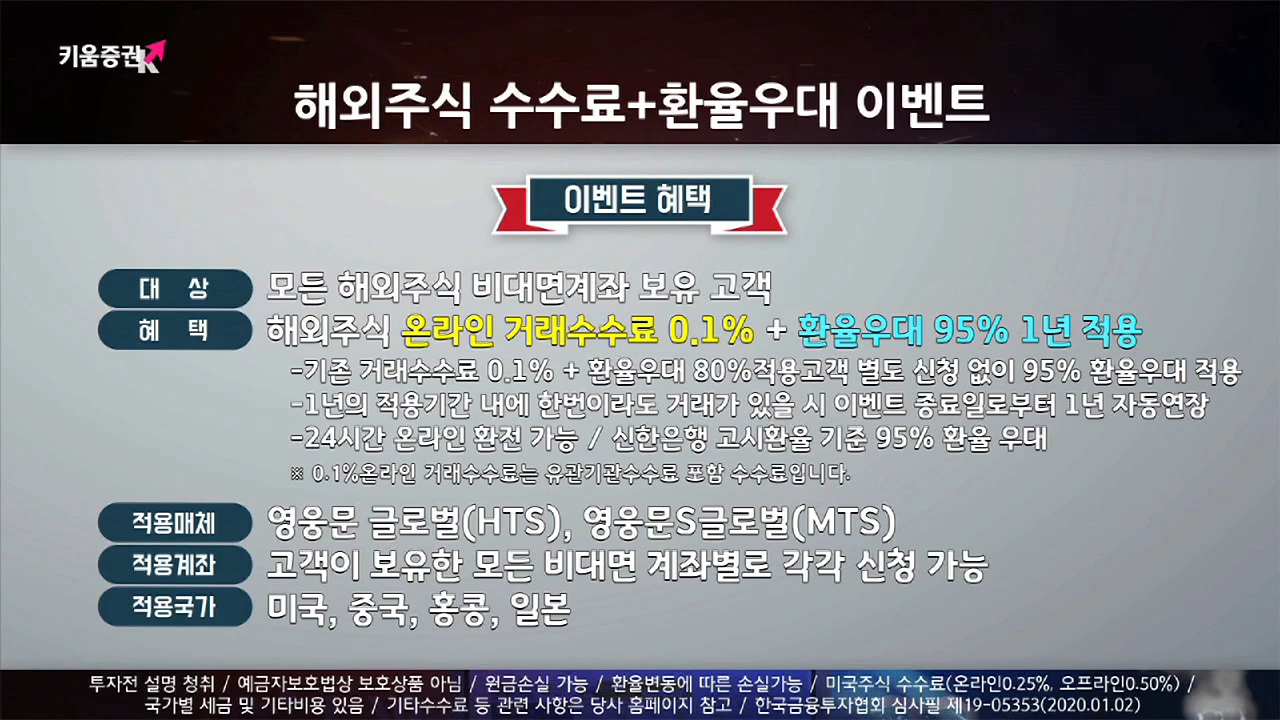 키움증권
해외주식 수수료+환율우대 이벤트
이벤트 혜택
대 상 모든 해외주식 비대면계좌 보유 고객
혜 택 해외주식 온라인 거래수수료 0.1% + 환율우대 95% 1년 적용
-기존 거래수수료 0.1% + 환율우대 80%적용고객 별도 신청 없이 95% 환율우대 적용
-1년의 적용기간 내에 한번이라도 거래가 있을 시 이벤트 종료일로부터 1년 자동연장
-24시간 온라인 환전 가능 / 신한은행 고시환율 기준 95% 환율 우대
※ 0.1%온라인 거래수수료는 유관기관수수료 포함 수수료입니다.
적용매체 영웅문 글로벌(HTS), 영웅문S글로벌(MTS)
적용계좌 고객이 보유한 모든 비대면 계좌별로 각각 신청 가능
적용국가 미국, 중국, 홍콩, 일본
투자전 설명 청취 / 예금자보호법상 보호상품 아님 / 원금손실 가능 / 환율변동에 따른 손실가능 / 미국주식 수수료(온라인0.25%, 오프라인0.50%) /
국가별 세금 및 기타비용 있음 / 기타수수료 등 관련 사항은 당사 홈페이지 참고 / 한국금융투자협회 심사필 제19-05353(2020.01.02)